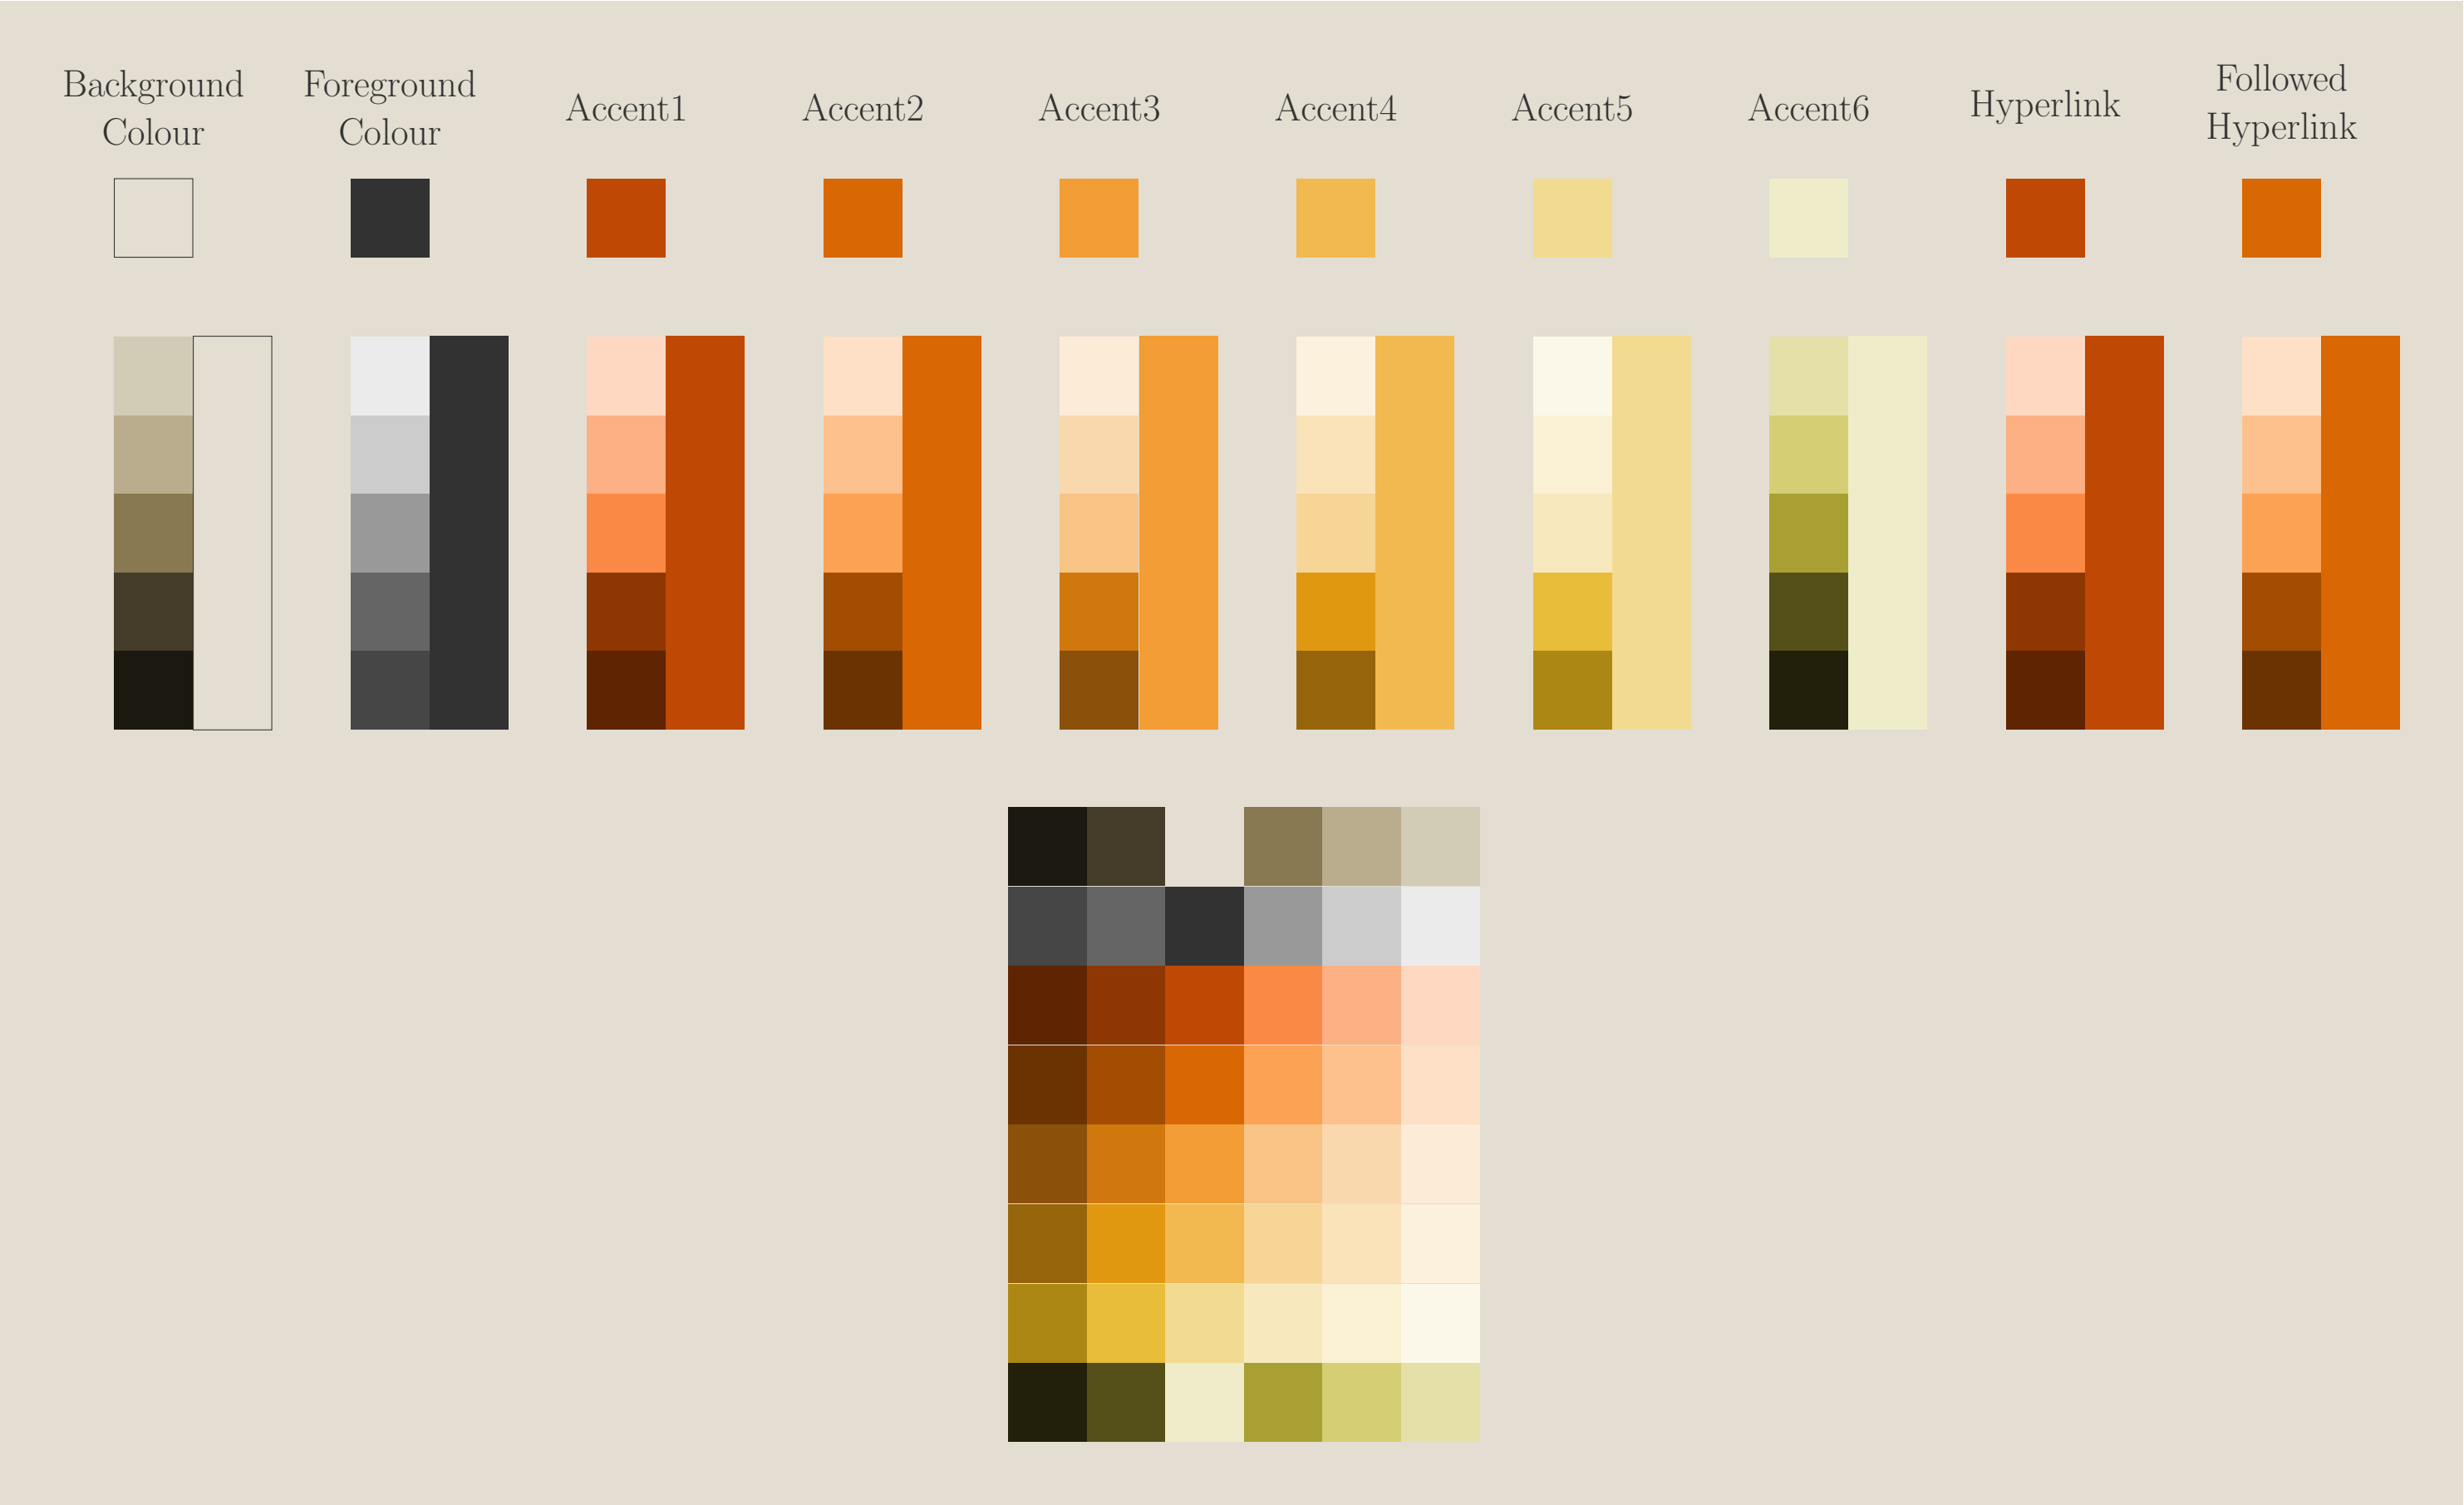 Background
Colour
Foreground
Colour
Accent1
Accent2
Accent3
Accent4
Accent5
Accent6
Hyperlink
Followed
Hyperlink